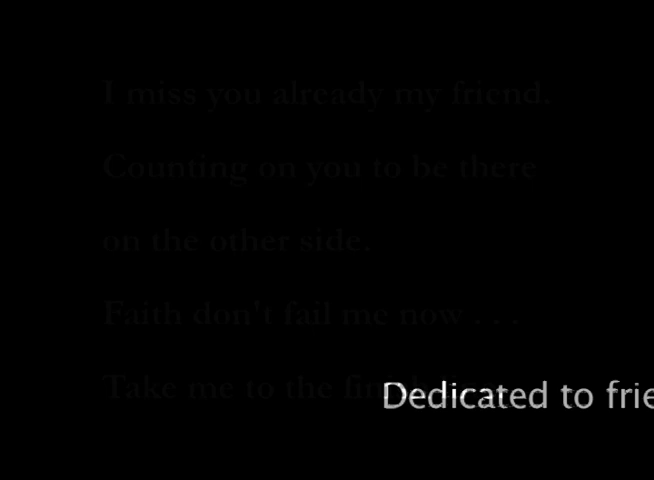 I miss you already my friend.
Counting on you to be there
on the other side.
Faith don't fail me now . . .
Take me to the
Dedicated to frie